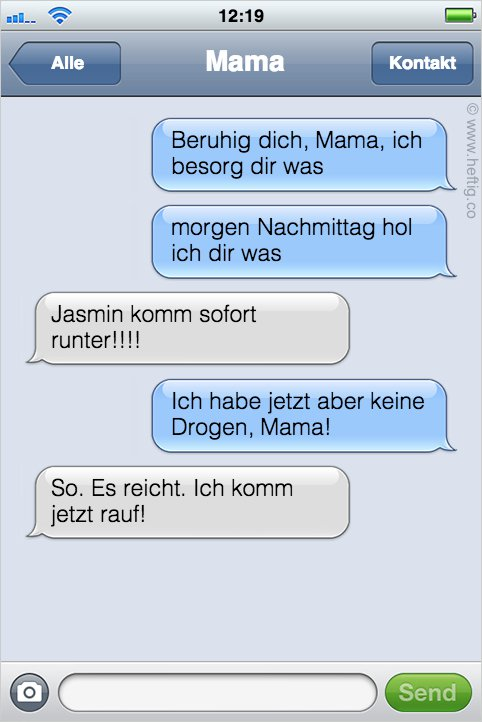 12:19
Alle
Mama
Kontakt
© www.heftig.co
Beruhig dich, Mama, ich
besorg dir was
morgen Nachmittag hol
ich dir was
Jasmin komm sofort
runter!!!!
Ich habe jetzt aber keine
Drogen, Mama!
So. Es reicht. Ich komm
jetzt rauf!
Send